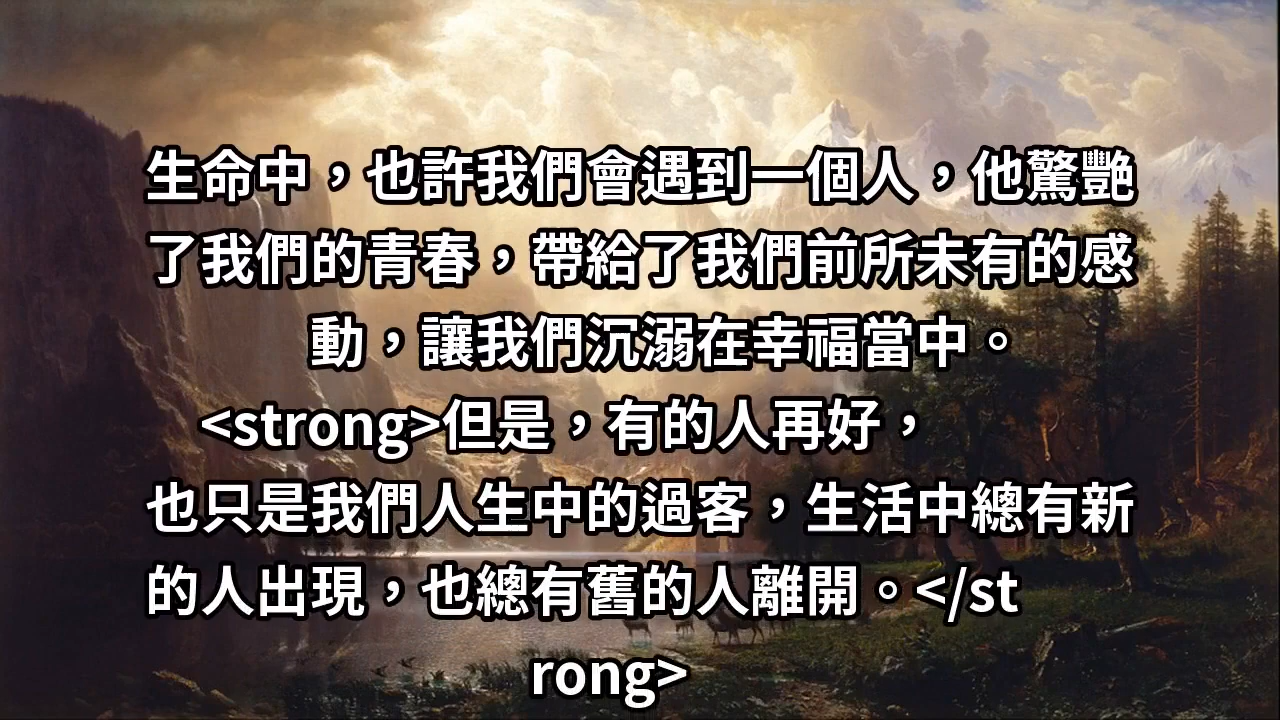 生命中，也許我們會遇到一個人，他驚艷
了我們的青春，帶給了我們前所未有的感
動，讓我們沉溺在幸福當中。
<strong>但是，有的人再好，
也只是我們人生中的過客，生活中總有新
的人出現，也總有舊的人離開。</st
rong>